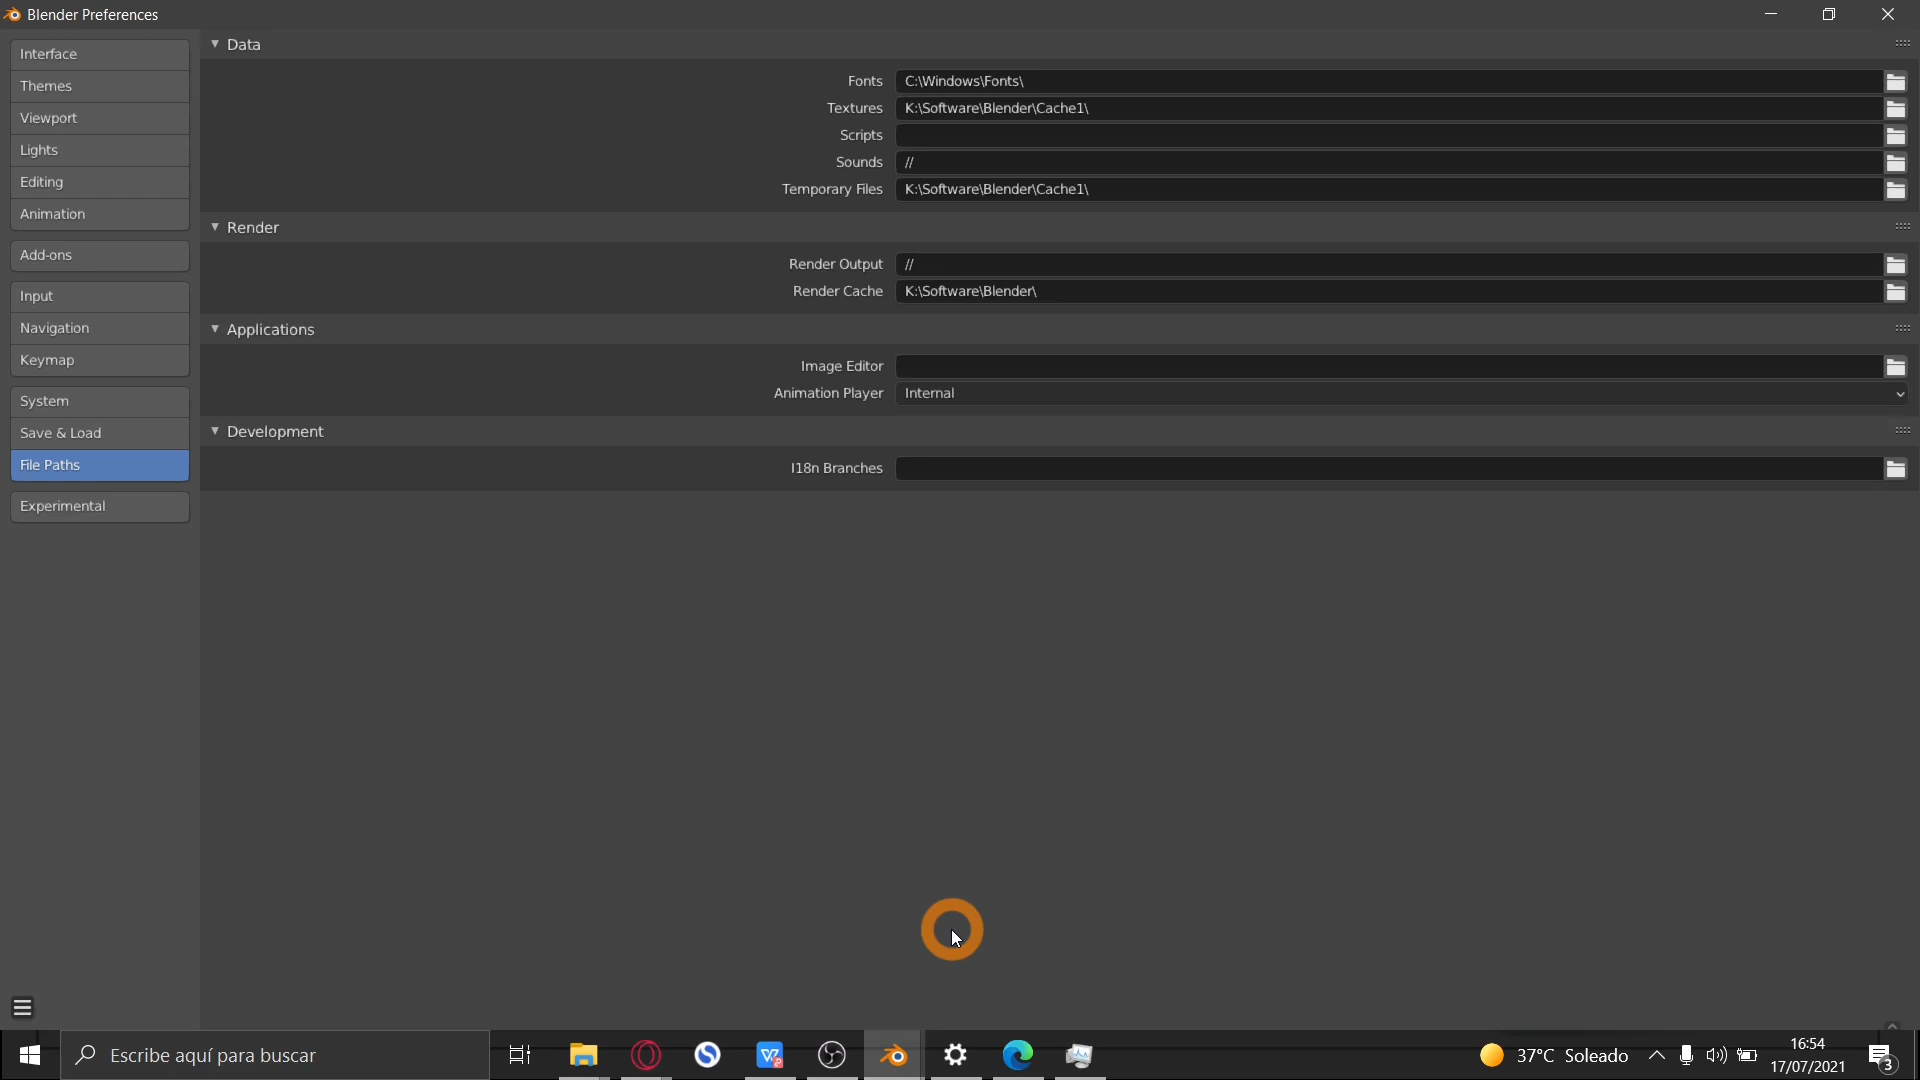 Blender Preferences
Interface
Themes
Viewport
Lights
Editing
Animation
Add-ons
Input
Navigation
Keymap
System
Save & Load
File Paths
Experimental
Data
Fonts C:\Windows\Fonts\
Textures K:\Software\Blender\Cache1\
Scripts
Sounds //
Temporary Files K:\Software\Blender\Cache1\
Render
Render Output //
Render Cache K:\Software\Blender\
Applications
Image Editor
Animation Player Internal
Development
I18n Branches
Escribe aquí para buscar
37°C Soleado
16:54
17/07/2021
3